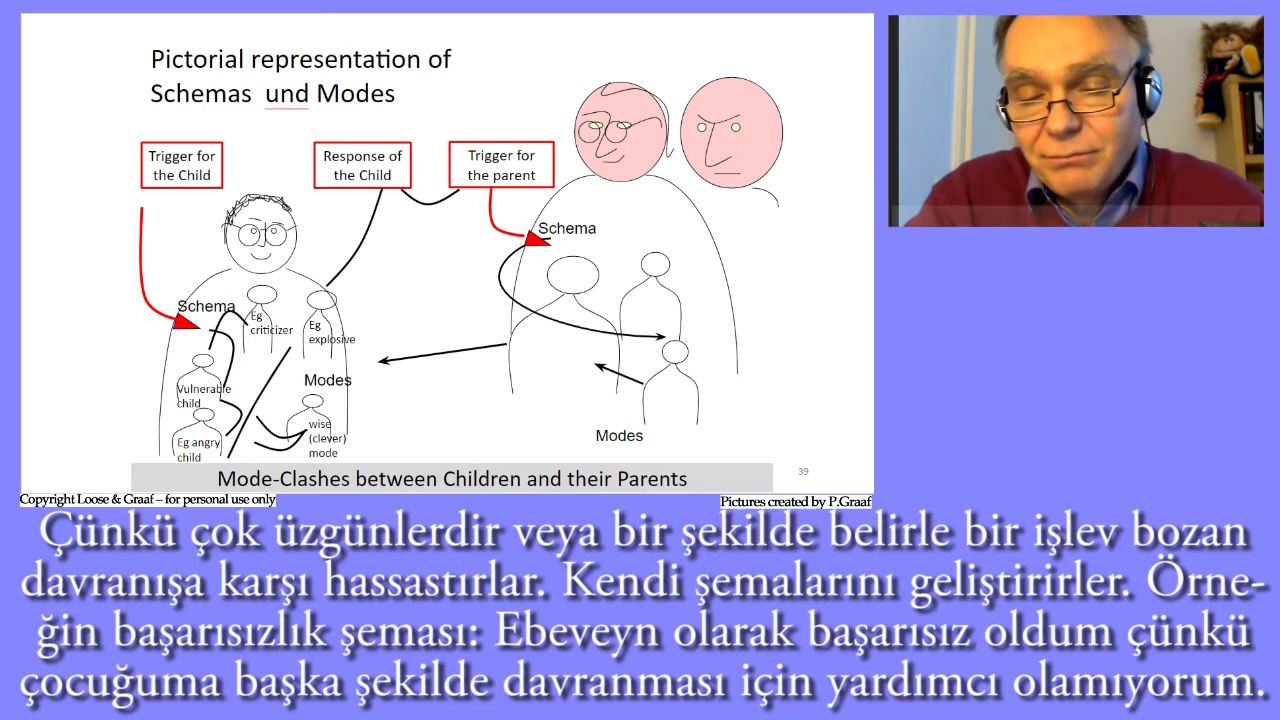 Pictorial representation of
Schemas und Modes
Trigger for
the Child
Response of
the Child
Trigger for
the parent
Schema
Schema
Eg
criticizer
Eg
explosive
Modes
Vulnerable
child
wise
(clever)
mode
Eg angry
child
Modes
Mode-Clashes between Children and their Parents
39
Copyright Loose & Graaf – for personal use only
Pictures created by P.Graaf
Çünkü çok üzgünlerdir veya bir şekilde belirle bir işlev bozan
davranışa karşı hassastırlar. Kendi şemalarını geliştirirler. Örne-
ğin başarısızlık şeması: Ebeveyn olarak başarısız oldum çünkü
çocuğuma başka şekilde davranması için yardımcı olamıyorum.